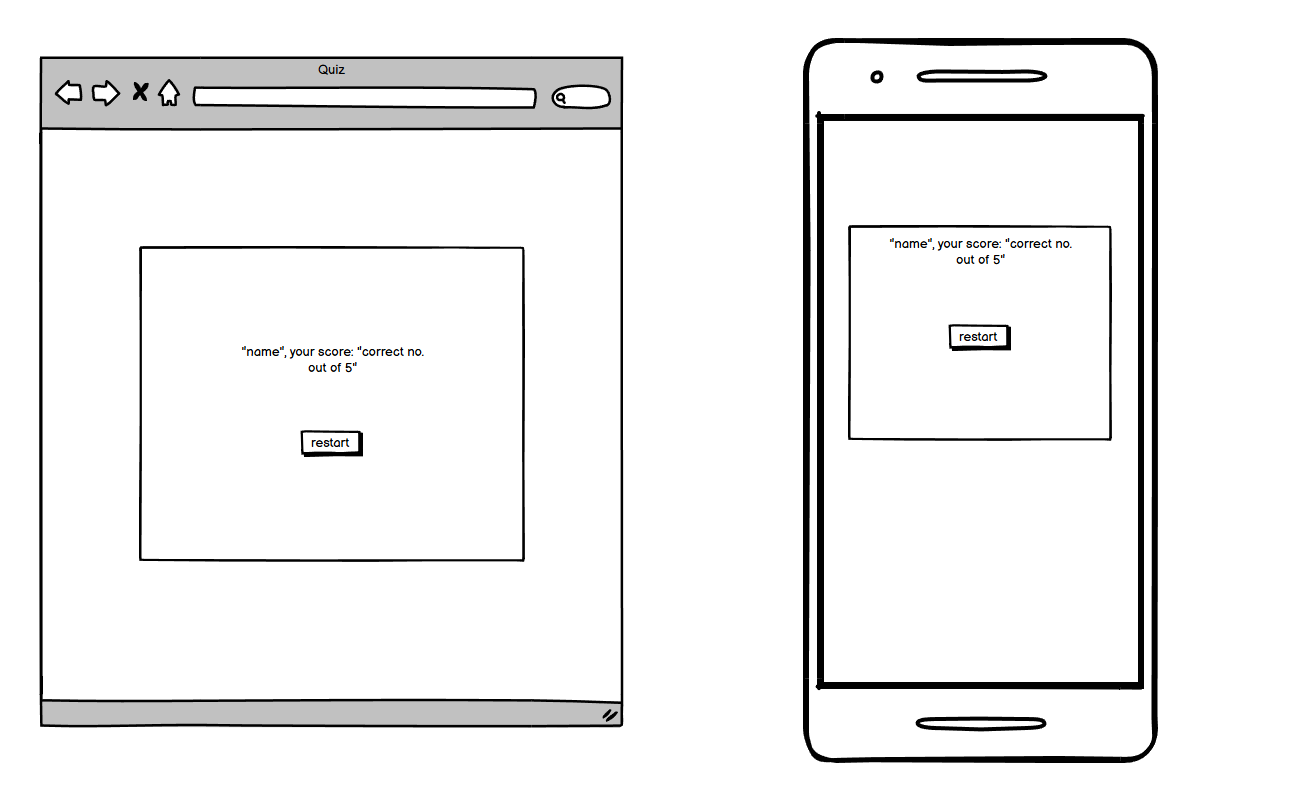 Quiz
"name", your score: "correct no.
out of 5"
restart
"name", your score: "correct no.
out of 5"
restart